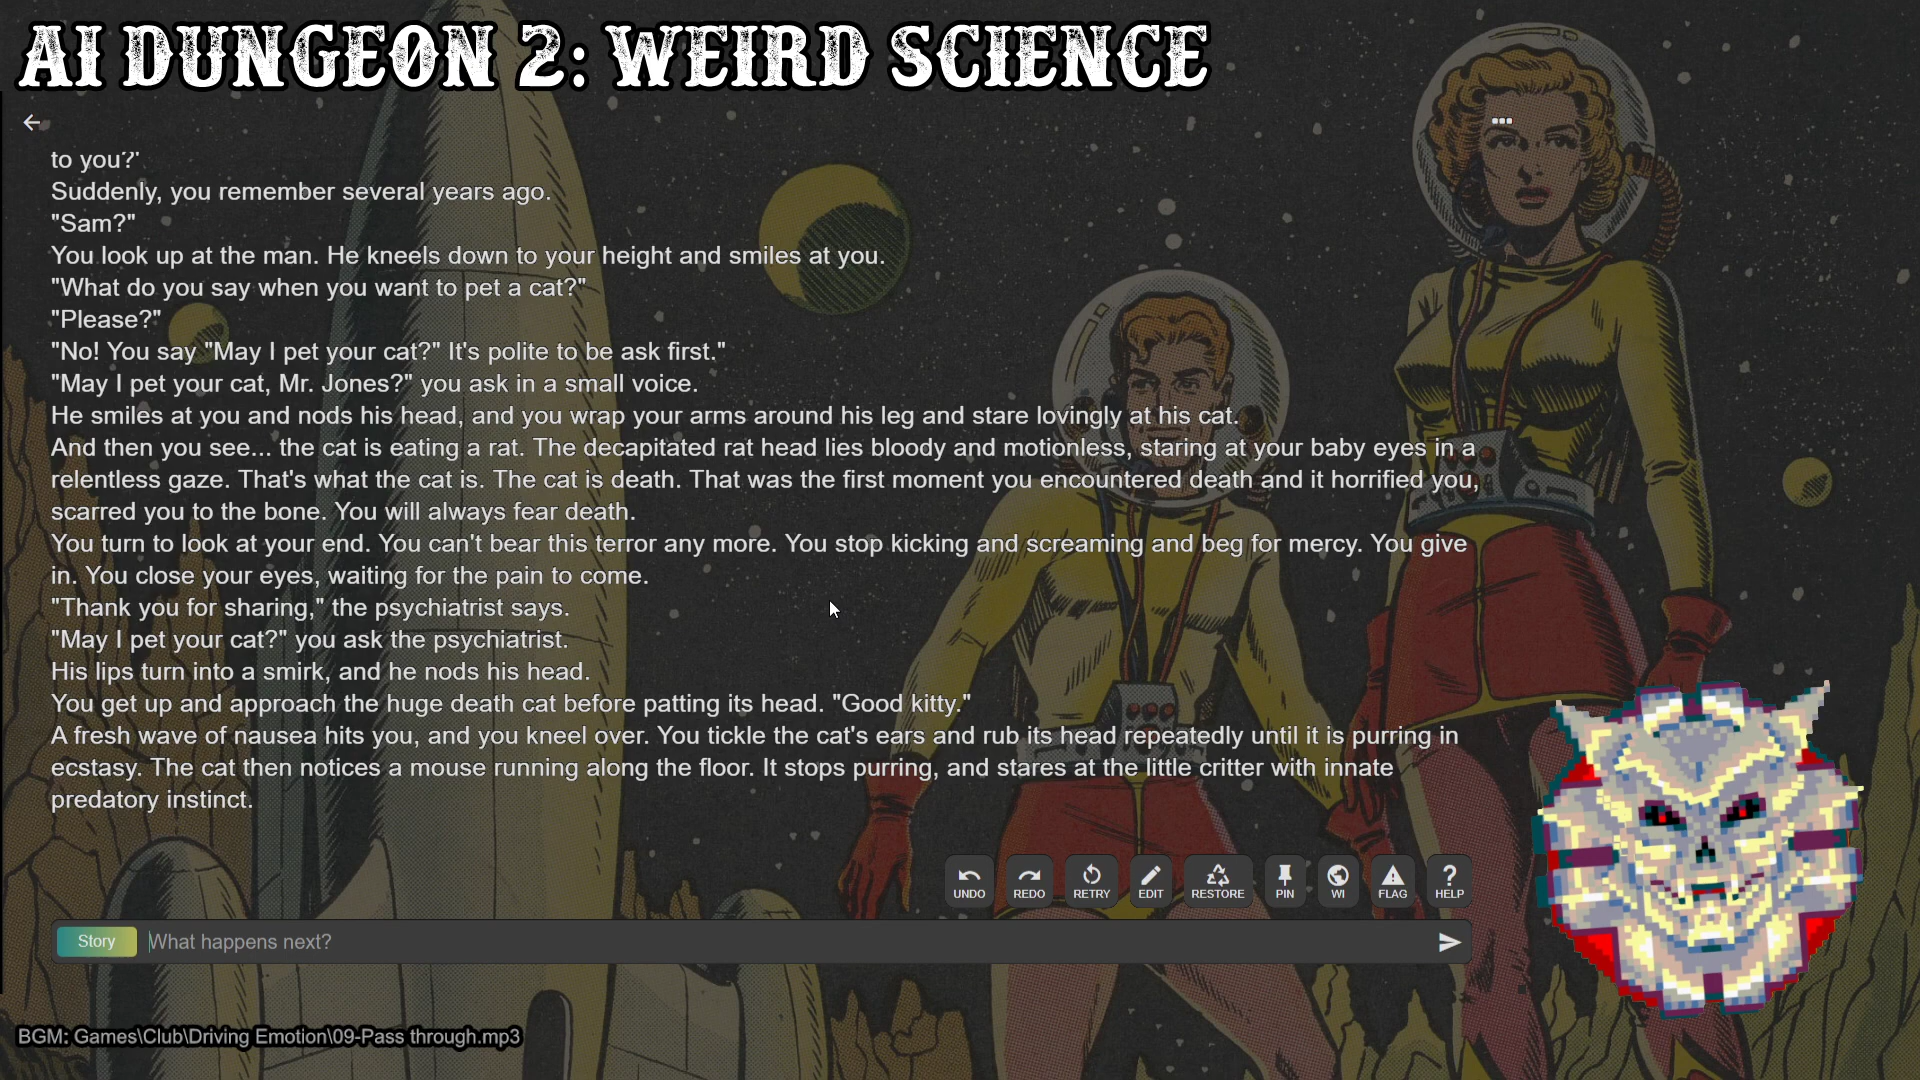 AI DUNGEON 2: WEIRD SCIENCE
to you?'
Suddenly, you remember several years ago.
"Sam?"
You look up at the man. He kneels down to your height and smiles at you.
"What do you say when you want to pet a cat?"
"Please?"
"No! You say "May I pet your cat?" It's polite to be ask first."
"May I pet your cat, Mr. Jones?" you ask in a small voice.
He smiles at you and nods his head, and you wrap your arms around his leg and stare lovingly at his cat.
And then you see... the cat is eating a rat. The decapitated rat head lies bloody and motionless, staring at your baby eyes in a
relentless gaze. That's what the cat is. The cat is death. That was the first moment you encountered death and it horrified you,
scarred you to the bone. You will always fear death.
You turn to look at your end. You can't bear this terror any more. You stop kicking and screaming and beg for mercy. You give
in. You close your eyes, waiting for the pain to come.
"Thank you for sharing," the psychiatrist says.
"May I pet your cat?" you ask the psychiatrist.
His lips turn into a smirk, and he nods his head.
You get up and approach the huge death cat before patting its head. "Good kitty."
A fresh wave of nausea hits you, and you kneel over. You tickle the cat's ears and rub its head repeatedly until it is purring in
ecstasy. The cat then notices a mouse running along the floor. It stops purring, and stares at the little critter with innate
predatory instinct.
UNDO REDO RETRY EDIT RESTORE PIN WI FLAG HELP
Story What happens next?
BGM: Games\Club\Driving Emotion\09-Pass through.mp3